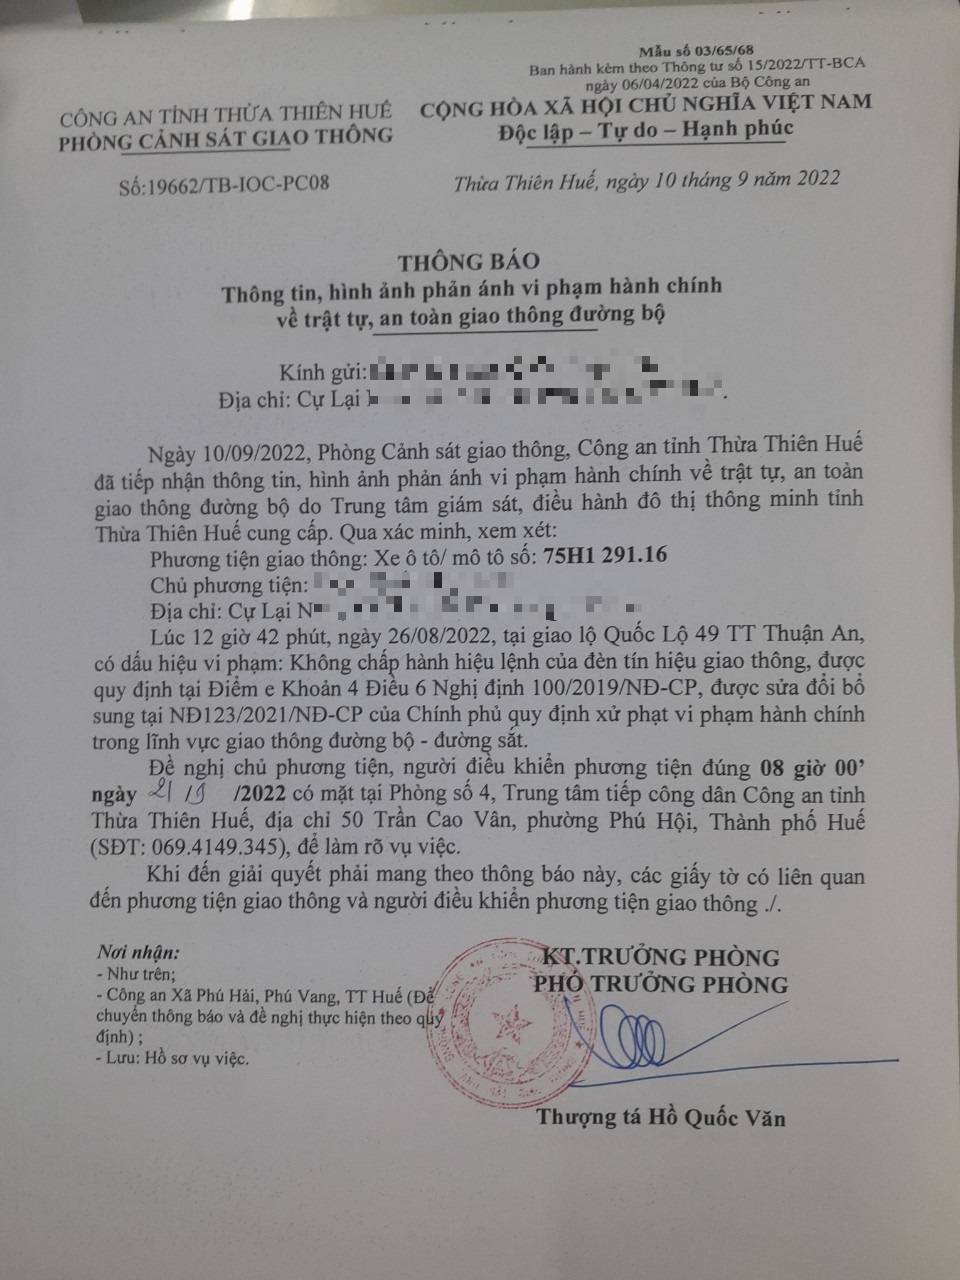 Mẫu số 03/65/68
Ban hành kèm theo Thông tư số 15/2022/TT-BCA
ngày 06/04/2022 của Bộ Công an
CÔNG AN TỈNH THỪA THIÊN HUẾ
PHÒNG CẢNH SÁT GIAO THÔNG
CỘNG HÒA XÃ HỘI CHỦ NGHĨA VIỆT NAM
Độc lập – Tự do – Hạnh phúc
Số:19662/TB-IOC-PC08
Thừa Thiên Huế, ngày 10 tháng 9 năm 2022
THÔNG BÁO
Thông tin, hình ảnh phản ánh vi phạm hành chính
về trật tự, an toàn giao thông đường bộ
Kính gửi:
Địa chỉ: Cự Lại
Ngày 10/09/2022, Phòng Cảnh sát giao thông, Công an tỉnh Thừa Thiên Huế
đã tiếp nhận thông tin, hình ảnh phản ánh vi phạm hành chính về trật tự, an toàn
giao thông đường bộ do Trung tâm giám sát, điều hành đô thị thông minh tỉnh
Thừa Thiên Huế cung cấp. Qua xác minh, xem xét:
Phương tiện giao thông: Xe ô tô/ mô tô số: 75H1 291.16
Chủ phương tiện:
Địa chỉ: Cự Lại N
Lúc 12 giờ 42 phút, ngày 26/08/2022, tại giao lộ Quốc Lộ 49 TT Thuận An,
có dấu hiệu vi phạm: Không chấp hành hiệu lệnh của đèn tín hiệu giao thông, được
quy định tại Điểm e Khoản 4 Điều 6 Nghị định 100/2019/NĐ-CP, được sửa đổi bổ
sung tại NĐ123/2021/NĐ-CP của Chính phủ quy định xử phạt vi phạm hành chính
trong lĩnh vực giao thông đường bộ - đường sắt.
Đề nghị chủ phương tiện, người điều khiển phương tiện đúng 08 giờ 00’
ngày 21/9 /2022 có mặt tại Phòng số 4, Trung tâm tiếp công dân Công an tỉnh
Thừa Thiên Huế, địa chỉ 50 Trần Cao Vân, phường Phú Hội, Thành phố Huế
(SĐT: 069.4149.345), để làm rõ vụ việc.
Khi đến giải quyết phải mang theo thông báo này, các giấy tờ có liên quan
đến phương tiện giao thông và người điều khiển phương tiện giao thông ./.
Nơi nhận:
- Như trên;
- Công an Xã Phú Hải, Phú Vang, TT Huế (Để
chuyển thông báo và đề nghị thực hiện theo quy
định) ;
- Lưu: Hồ sơ vụ việc.
KT.TRƯỞNG PHÒNG
PHÓ TRƯỞNG PHÒNG
Thượng tá Hồ Quốc Văn